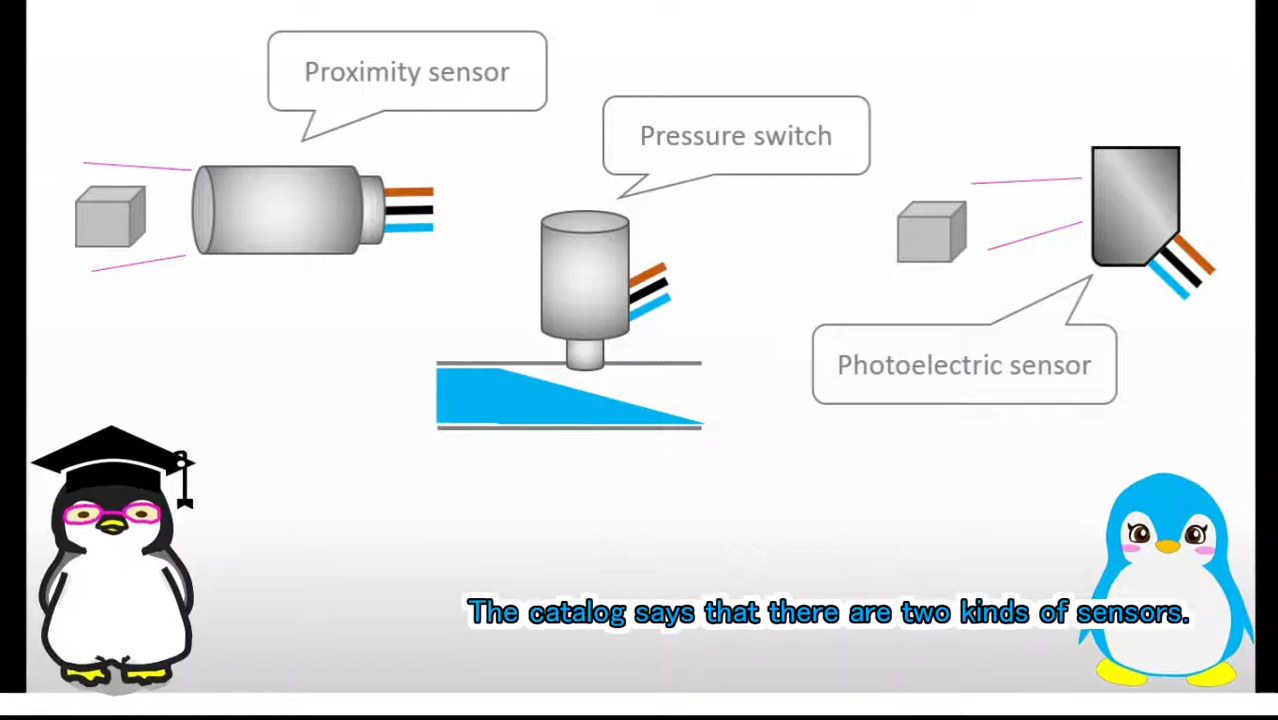 Proximity sensor
Pressure switch
Photoelectric sensor
The catalog says that there are two kinds of sensors.